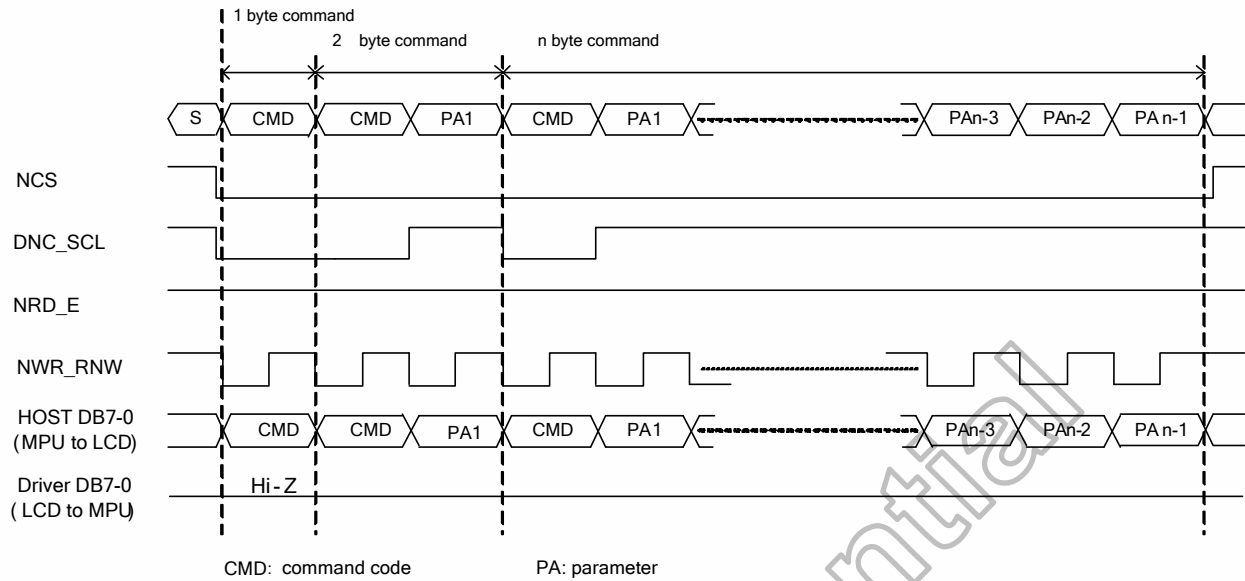 1 byte command
2 byte command n byte command
S CMD CMD PA1 CMD PA1 PAn-3 PAn-2 PA n-1
NCS
DNC_SCL
NRD_E
NWR_RNW
HOST DB7-0
(MPU to LCD)
CMD CMD PA1 CMD PA1 PAn-3 PAn-2 PA n-1
Driver DB7-0
( LCD to MPU)
Hi-Z
CMD: command code PA: parameter